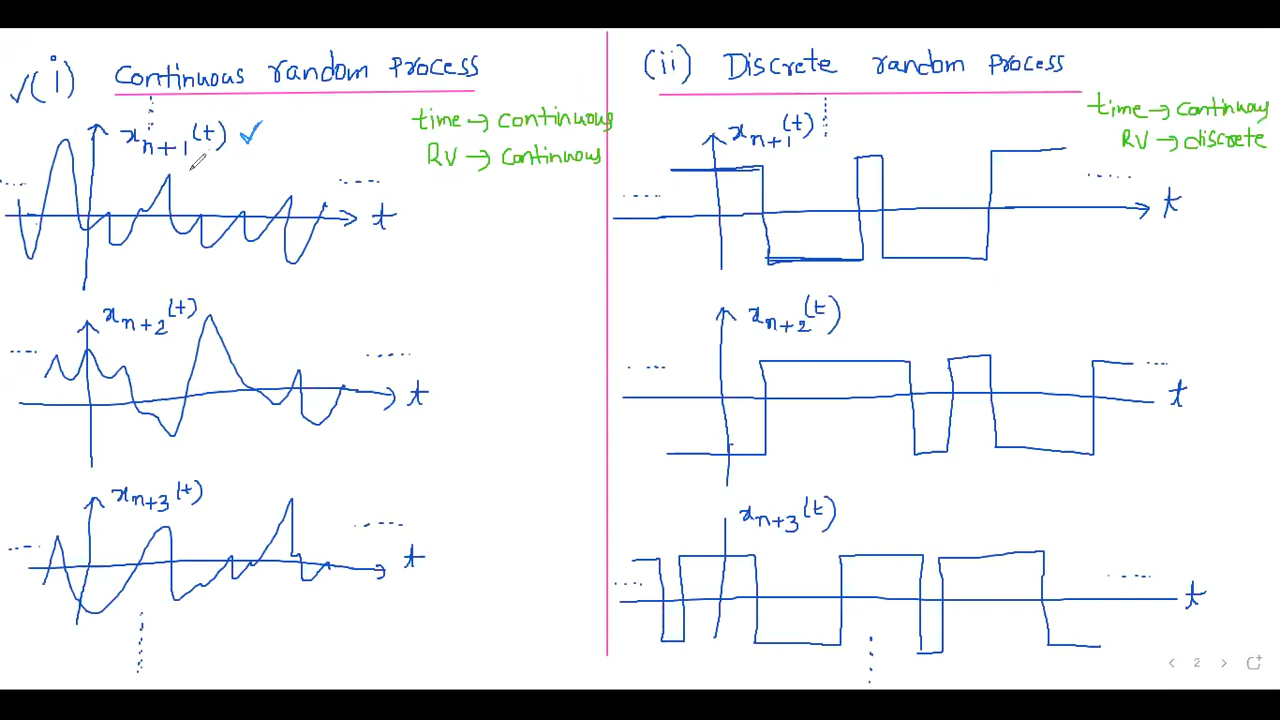 (i) Continuous random process
time → continuous
RV → continuous
xn+1(t)
t
xn+2(t)
t
xn+3(t)
t
(ii) Discrete random process
time → continuous
RV → discrete
xn+1(t)
t
xn+2(t)
t
xn+3(t)
t
2